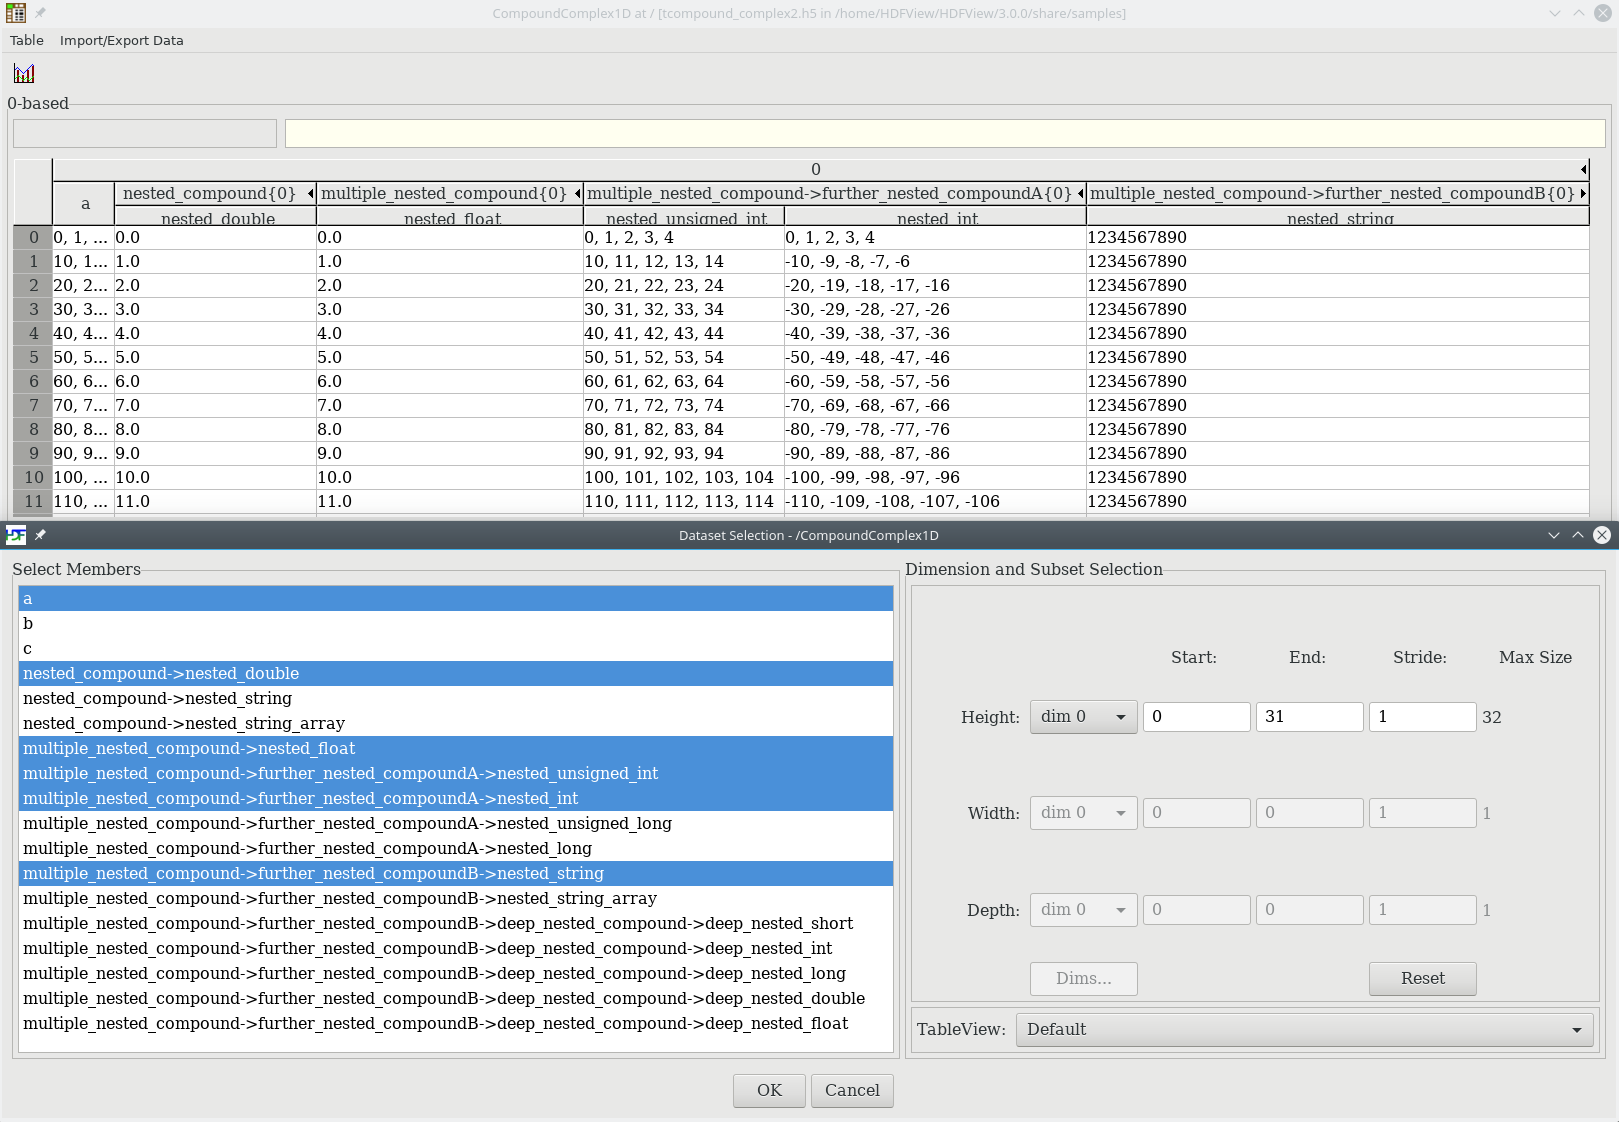 CompoundComplex1D at / [tcompound_complex2.h5 in /home/HDFView/HDFView/3.0.0/share/samples]
Table Import/Export Data
0-based
0
a nested_compound{0} multiple_nested_compound{0} multiple_nested_compound->further_nested_compoundA{0} multiple_nested_compound->further_nested_compoundB{0}
nested_double nested_float nested_unsigned_int nested_int nested_string
0 0, 1, ... 0.0 0.0 0, 1, 2, 3, 4 0, 1, 2, 3, 4 1234567890
1 10, 1... 1.0 1.0 10, 11, 12, 13, 14 -10, -9, -8, -7, -6 1234567890
2 20, 2... 2.0 2.0 20, 21, 22, 23, 24 -20, -19, -18, -17, -16 1234567890
3 30, 3... 3.0 3.0 30, 31, 32, 33, 34 -30, -29, -28, -27, -26 1234567890
4 40, 4... 4.0 4.0 40, 41, 42, 43, 44 -40, -39, -38, -37, -36 1234567890
5 50, 5... 5.0 5.0 50, 51, 52, 53, 54 -50, -49, -48, -47, -46 1234567890
6 60, 6... 6.0 6.0 60, 61, 62, 63, 64 -60, -59, -58, -57, -56 1234567890
7 70, 7... 7.0 7.0 70, 71, 72, 73, 74 -70, -69, -68, -67, -66 1234567890
8 80, 8... 8.0 8.0 80, 81, 82, 83, 84 -80, -79, -78, -77, -76 1234567890
9 90, 9... 9.0 9.0 90, 91, 92, 93, 94 -90, -89, -88, -87, -86 1234567890
10 100, ... 10.0 10.0 100, 101, 102, 103, 104 -100, -99, -98, -97, -96 1234567890
11 110, ... 11.0 11.0 110, 111, 112, 113, 114 -110, -109, -108, -107, -106 1234567890
HDF Dataset Selection - /CompoundComplex1D
Select Members
a
b
c
nested_compound->nested_double
nested_compound->nested_string
nested_compound->nested_string_array
multiple_nested_compound->nested_float
multiple_nested_compound->further_nested_compoundA->nested_unsigned_int
multiple_nested_compound->further_nested_compoundA->nested_int
multiple_nested_compound->further_nested_compoundA->nested_unsigned_long
multiple_nested_compound->further_nested_compoundA->nested_long
multiple_nested_compound->further_nested_compoundB->nested_string
multiple_nested_compound->further_nested_compoundB->nested_string_array
multiple_nested_compound->further_nested_compoundB->deep_nested_compound->deep_nested_short
multiple_nested_compound->further_nested_compoundB->deep_nested_compound->deep_nested_int
multiple_nested_compound->further_nested_compoundB->deep_nested_compound->deep_nested_long
multiple_nested_compound->further_nested_compoundB->deep_nested_compound->deep_nested_double
multiple_nested_compound->further_nested_compoundB->deep_nested_compound->deep_nested_float
Dimension and Subset Selection
Start: End: Stride: Max Size
Height: dim 0 0 31 1 32
Width: dim 0 0 0 1 1
Depth: dim 0 0 0 1 1
Dims... Reset
TableView: Default
OK Cancel